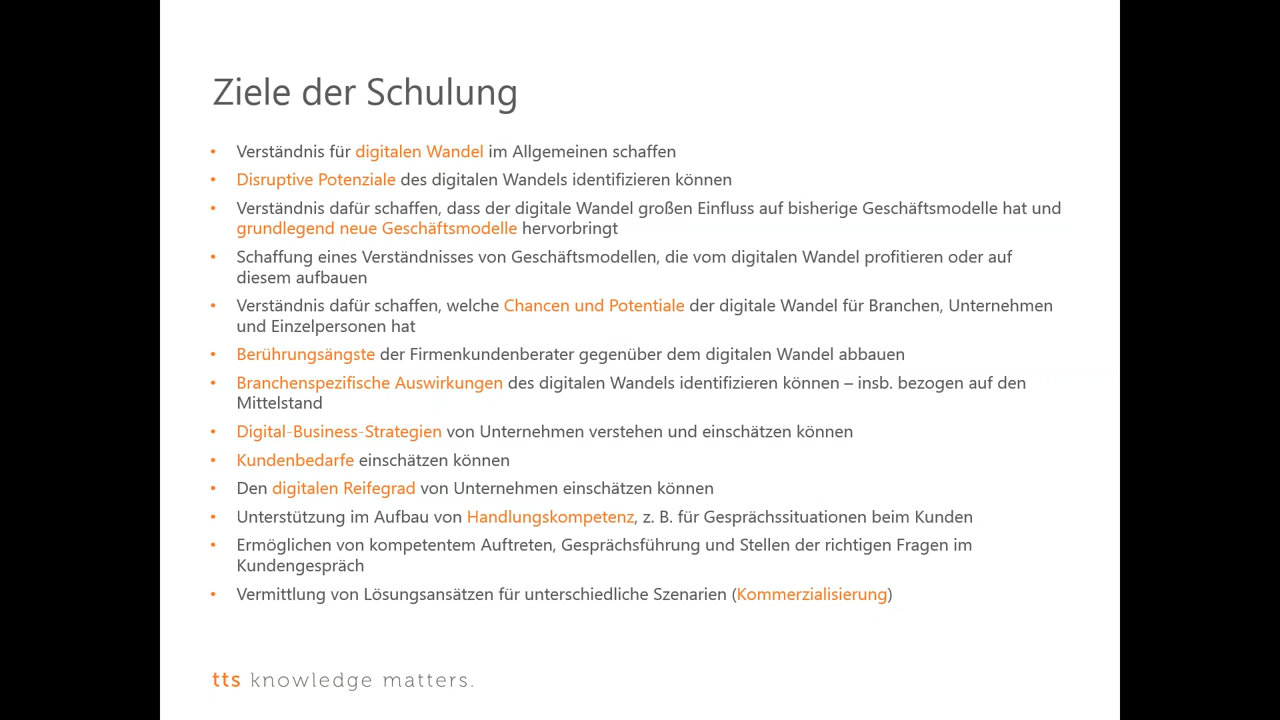 Ziele der Schulung
• Verständnis für digitalen Wandel im Allgemeinen schaffen
• Disruptive Potenziale des digitalen Wandels identifizieren können
• Verständnis dafür schaffen, dass der digitale Wandel großen Einfluss auf bisherige Geschäftsmodelle hat und
grundlegend neue Geschäftsmodelle hervorbringt
• Schaffung eines Verständnisses von Geschäftsmodellen, die vom digitalen Wandel profitieren oder auf
diesem aufbauen
• Verständnis dafür schaffen, welche Chancen und Potentiale der digitale Wandel für Branchen, Unternehmen
und Einzelpersonen hat
• Berührungsängste der Firmenkundenberater gegenüber dem digitalen Wandel abbauen
• Branchenspezifische Auswirkungen des digitalen Wandels identifizieren können – insb. bezogen auf den
Mittelstand
• Digital-Business-Strategien von Unternehmen verstehen und einschätzen können
• Kundenbedarfe einschätzen können
• Den digitalen Reifegrad von Unternehmen einschätzen können
• Unterstützung im Aufbau von Handlungskompetenz, z. B. für Gesprächssituationen beim Kunden
• Ermöglichen von kompetentem Auftreten, Gesprächsführung und Stellen der richtigen Fragen im
Kundengespräch
• Vermittlung von Lösungsansätzen für unterschiedliche Szenarien (Kommerzialisierung)
tts knowledge matters.